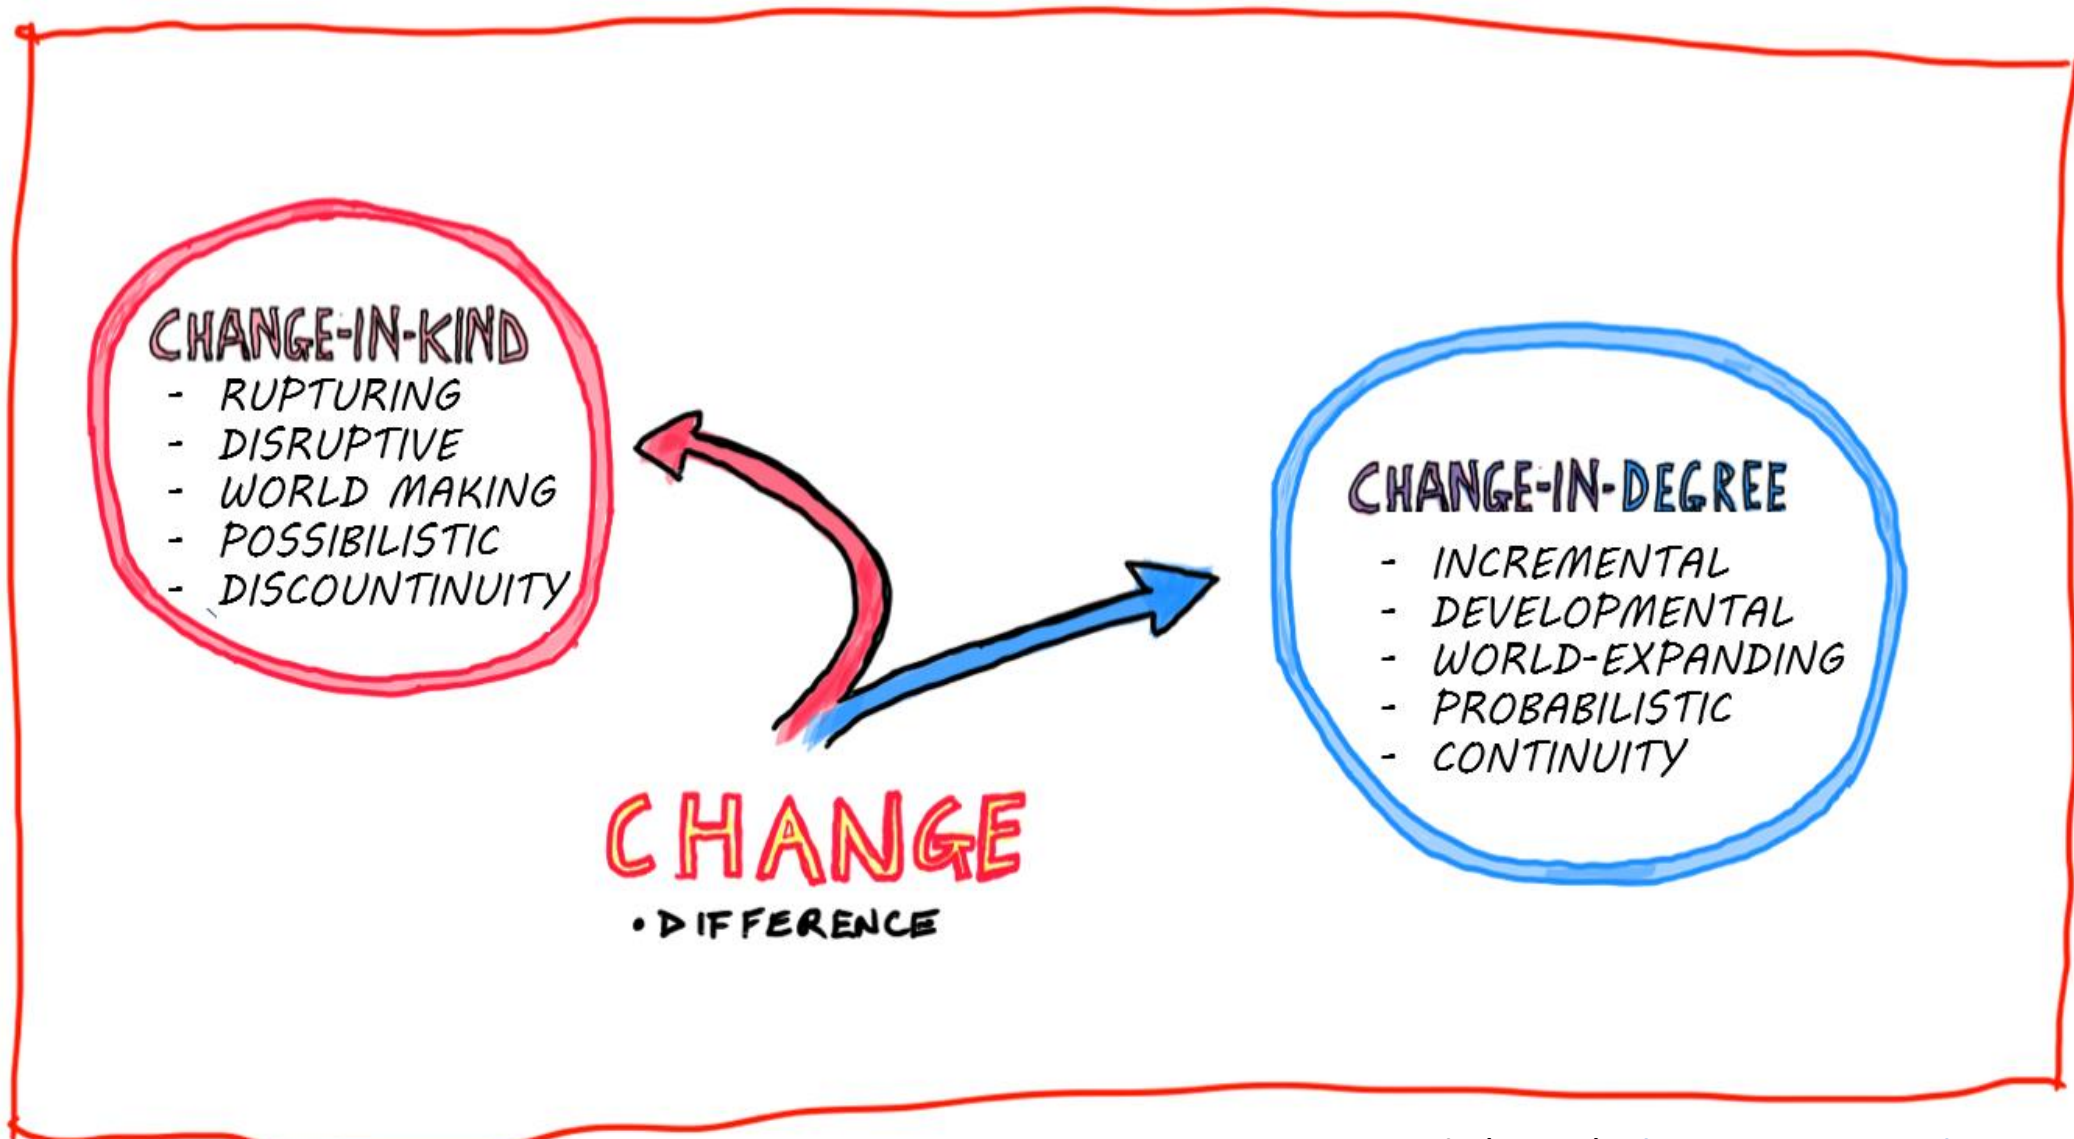 CHANGE-IN-KIND
- RUPTURING
- DISRUPTIVE
- WORLD MAKING
- POSSIBILISTIC
- DISCOUNTINUITY
CHANGE-IN-DEGREE
- INCREMENTAL
- DEVELOPMENTAL
- WORLD-EXPANDING
- PROBABILISTIC
- CONTINUITY
CHANGE
• DIFFERENCE